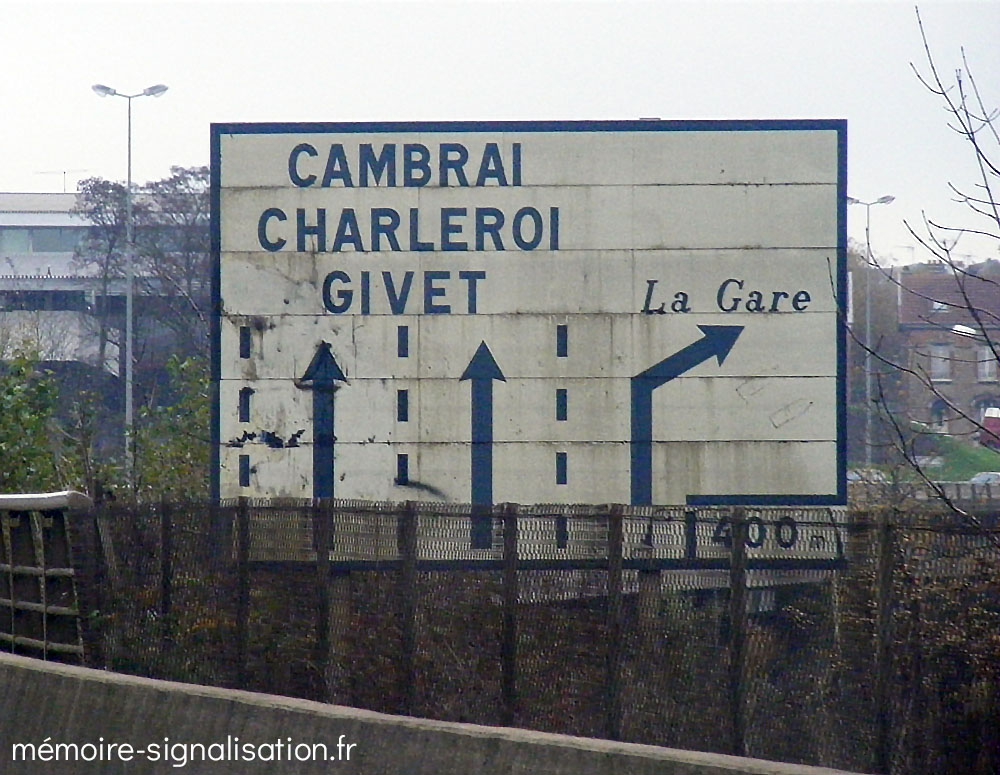 CAMBRAI
CHARLEROI
GIVET
La Gare
400 m
mémoire-signalisation.fr